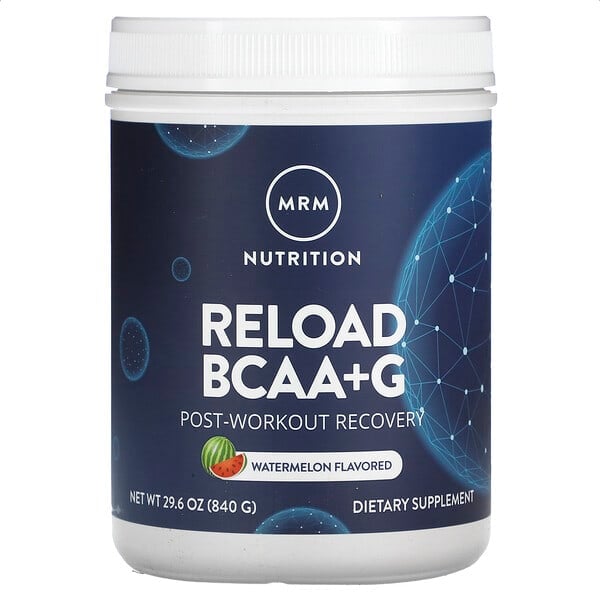 MRM
NUTRITION
RELOAD
BCAA+G
POST-WORKOUT RECOVERY
WATERMELON FLAVORED
NET WT 29.6 OZ (840 G) DIETARY SUPPLEMENT